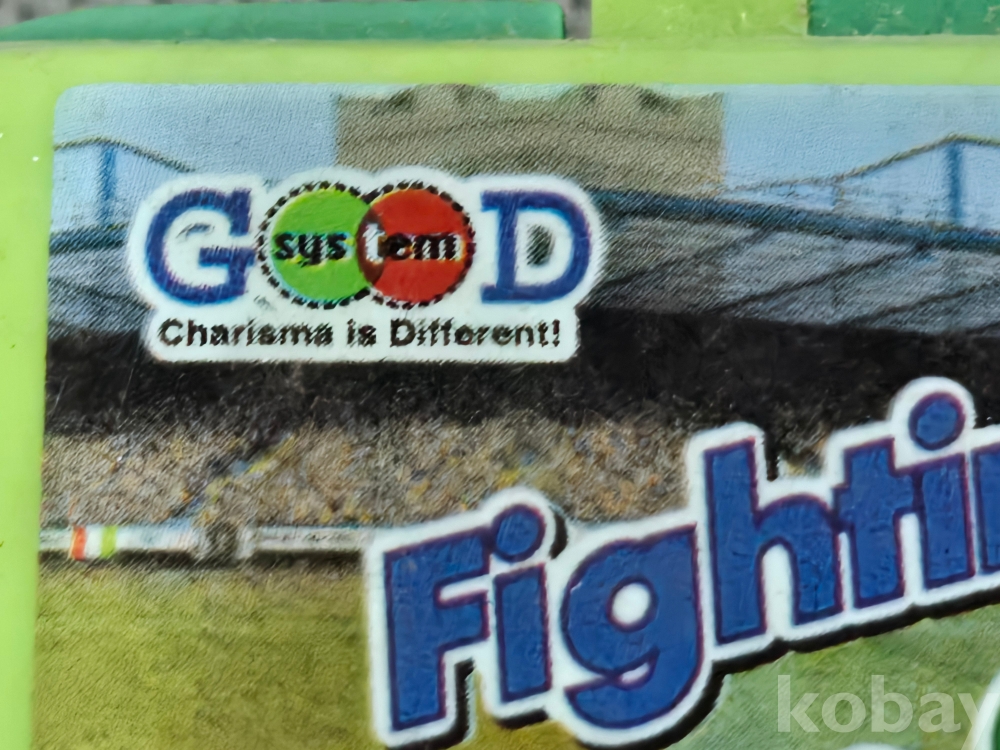 GOOD
system
Charisma is Different!
Fightin
kobay